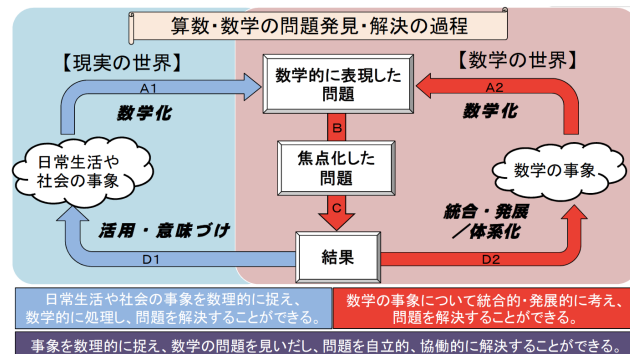 算数・数学の問題発見・解決の過程
【現実の世界】
【数学の世界】
A1
数学化
数学的に表現した
問題
A2
数学化
B
日常生活や
社会の事象
焦点化した
問題
数学の事象
C
活用・意味づけ
統合・発展
／体系化
結果
D1
D2
日常生活や社会の事象を数理的に捉え、
数学的に処理し、問題を解決することができる。
数学の事象について統合的・発展的に考え、
問題を解決することができる。
事象を数理的に捉え、数学の問題を見いだし、問題を自立的、協働的に解決することができる。